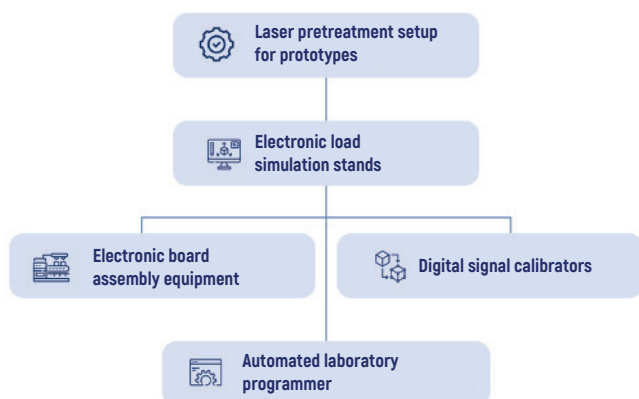 Laser pretreatment setup
for prototypes
Electronic load
simulation stands
Electronic board
assembly equipment
Digital signal calibrators
Automated laboratory
programmer